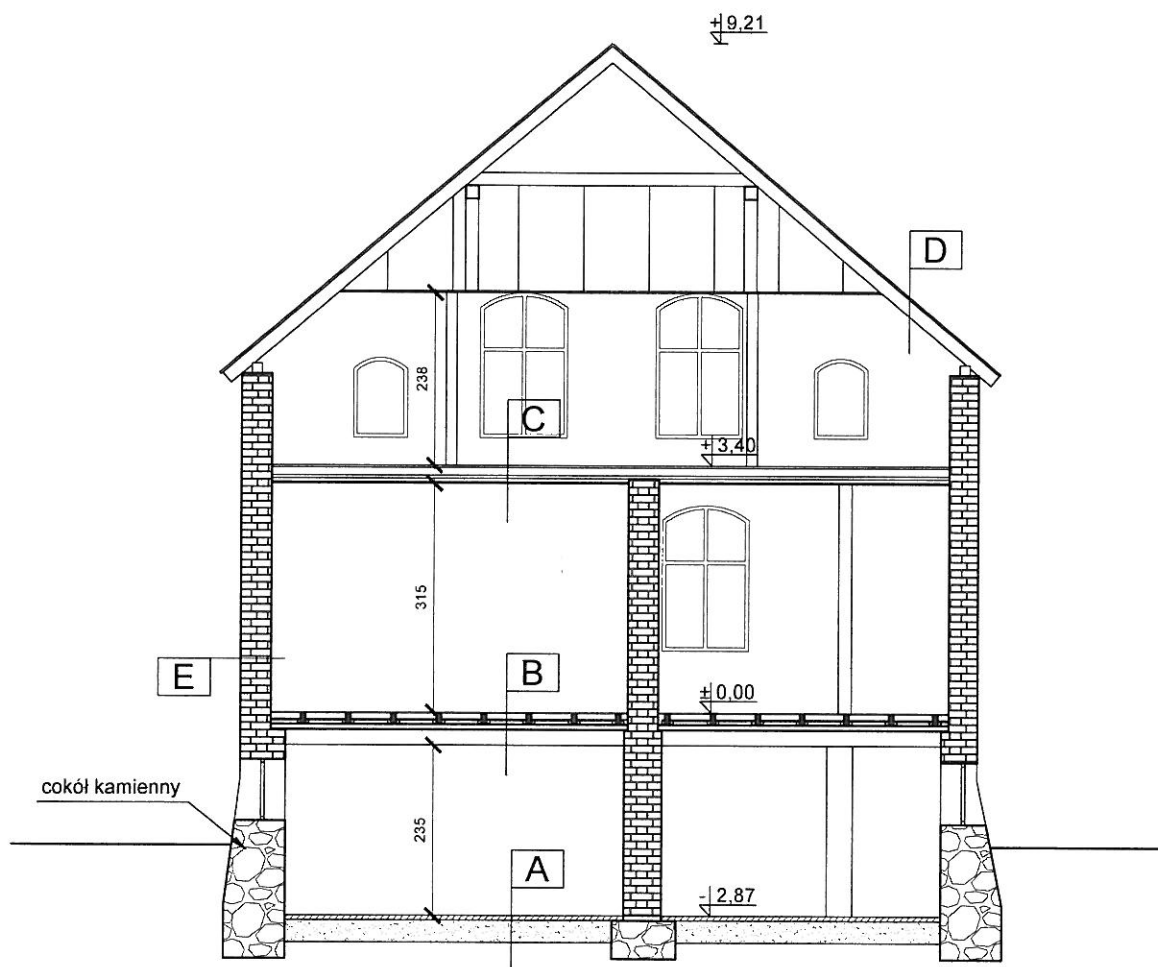 + 9,21
D
238
C
+ 3,40
315
E
B
± 0,00
cokół kamienny
235
A
- 2,87